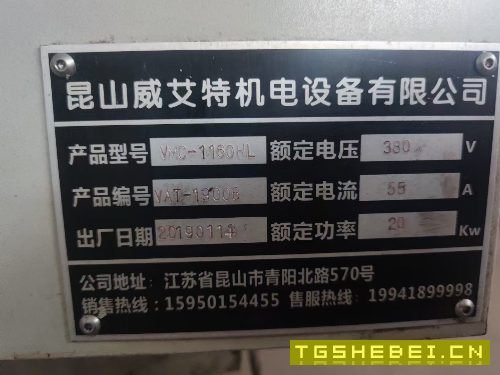 昆山威艾特机电设备有限公司
产品型号 VMC-1160HL 额定电压 380 V
产品编号 VAT-19008 额定电流 55 A
出厂日期 20190114 额定功率 20 Kw
公司地址：江苏省昆山市青阳北路570号
销售热线：15950154455 售服热线：19941899998
TGSHEBEI.CN